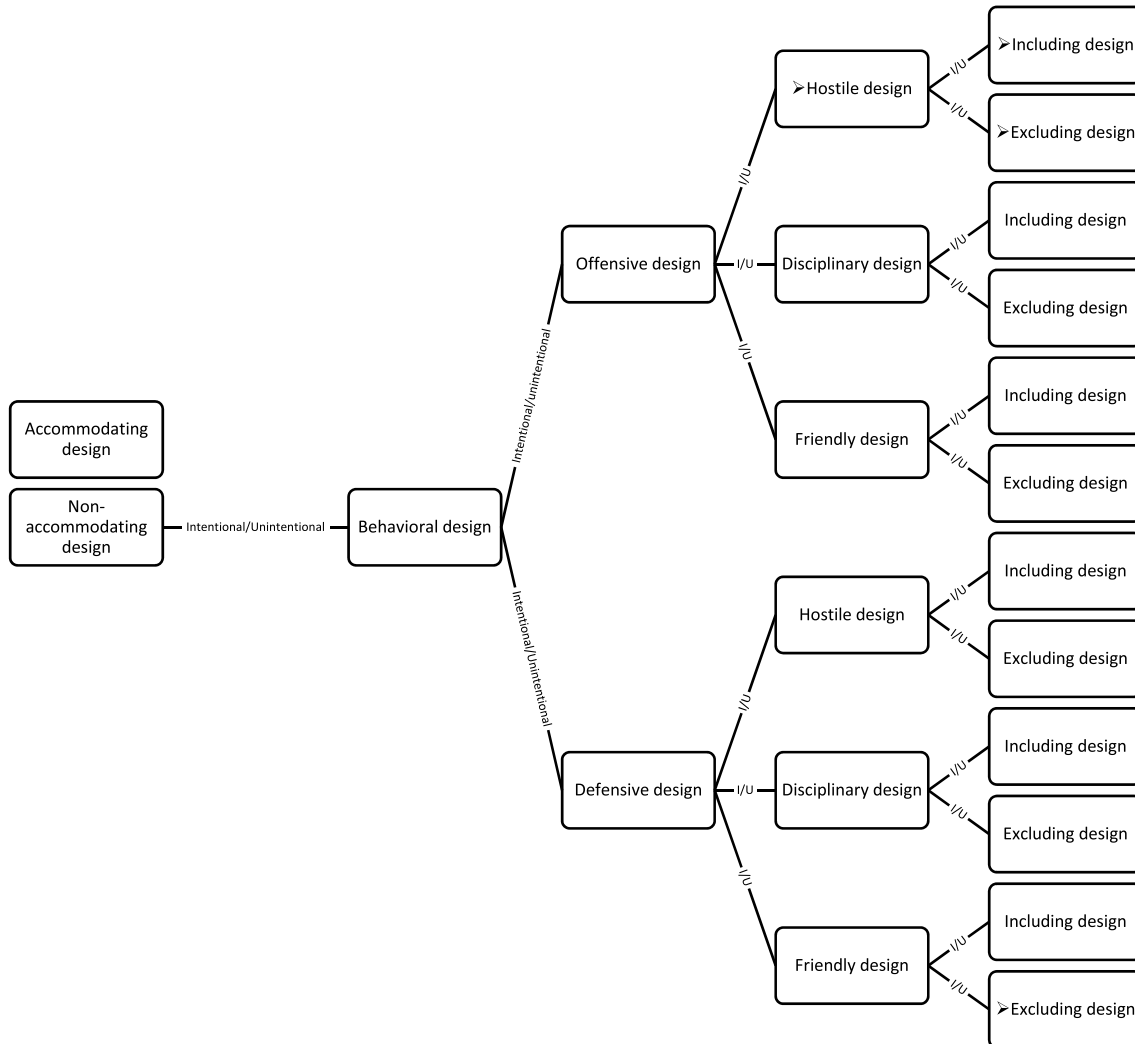 ➢Including design
I/U
➢Hostile design
I/U
➢Excluding design
I/U
Including design
I/U
Offensive design
I/U
Disciplinary design
I/U
Excluding design
I/U
Including design
I/U
Intentional/unintentional
Friendly design
I/U
Excluding design
Accommodating
design
Non-
accommodating
design
Intentional/Unintentional
Behavioral design
Including design
I/U
Intentional/Unintentional
Hostile design
I/U
Excluding design
I/U
Including design
I/U
Defensive design
I/U
Disciplinary design
I/U
Excluding design
I/U
Including design
I/U
Friendly design
I/U
➢Excluding design